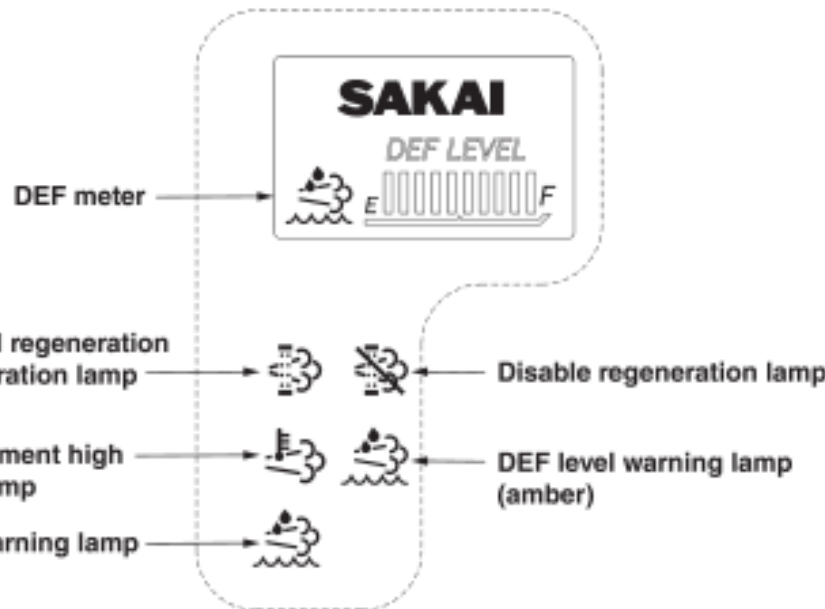 SAKAI
DEF LEVEL
E F
DEF meter
regeneration
ration lamp
Disable regeneration lamp
ment high
mp
DEF level warning lamp
(amber)
arning lamp